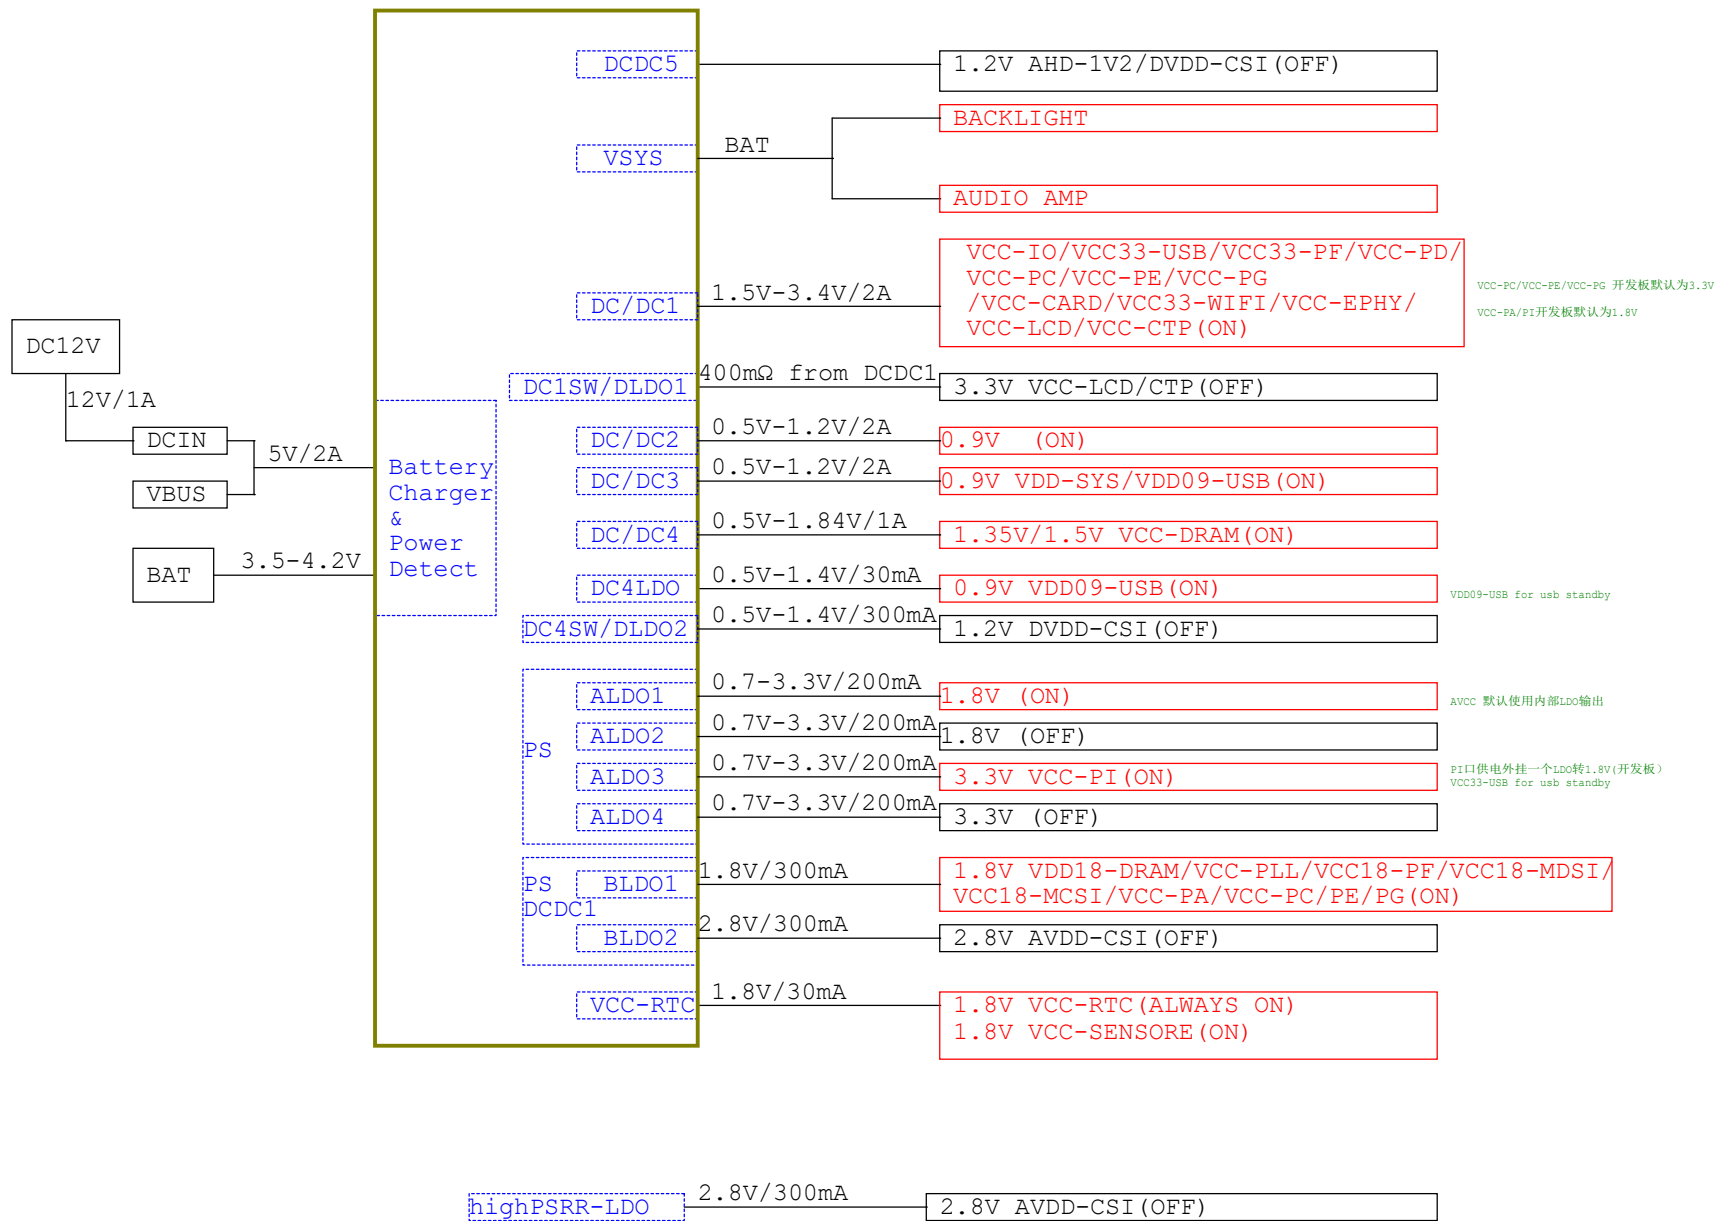 DCDC5
1.2V AHD-1V2/DVDD-CSI(OFF)
BACKLIGHT
VSYS
BAT
AUDIO AMP
DC/DC1
1.5V-3.4V/2A
VCC-IO/VCC33-USB/VCC33-PF/VCC-PD/
VCC-PC/VCC-PE/VCC-PG
/VCC-CARD/VCC33-WIFI/VCC-EPHY/
VCC-LCD/VCC-CTP(ON)
VCC-PC/VCC-PE/VCC-PG 开发板默认为3.3V
VCC-PA/PI开发板默认为1.8V
DC12V
12V/1A
DCIN
VBUS
5V/2A
BAT
3.5-4.2V
Battery
Charger
&
Power
Detect
DC1SW/DLDO1
400mΩ from DCDC1
3.3V VCC-LCD/CTP(OFF)
DC/DC2
0.5V-1.2V/2A
0.9V (ON)
DC/DC3
0.5V-1.2V/2A
0.9V VDD-SYS/VDD09-USB(ON)
DC/DC4
0.5V-1.84V/1A
1.35V/1.5V VCC-DRAM(ON)
DC4LDO
0.5V-1.4V/30mA
0.9V VDD09-USB(ON)
VDD09-USB for usb standby
DC4SW/DLDO2
0.5V-1.4V/300mA
1.2V DVDD-CSI(OFF)
PS
ALDO1
0.7-3.3V/200mA
1.8V (ON)
AVCC 默认使用内部LDO输出
ALDO2
0.7V-3.3V/200mA
1.8V (OFF)
ALDO3
0.7V-3.3V/200mA
3.3V VCC-PI(ON)
PI口供电外挂一个LDO转1.8V(开发板）
VCC33-USB for usb standby
ALDO4
0.7V-3.3V/200mA
3.3V (OFF)
PS
DCDC1
BLDO1
1.8V/300mA
1.8V VDD18-DRAM/VCC-PLL/VCC18-PF/VCC18-MDSI/
VCC18-MCSI/VCC-PA/VCC-PC/PE/PG(ON)
BLDO2
2.8V/300mA
2.8V AVDD-CSI(OFF)
VCC-RTC
1.8V/30mA
1.8V VCC-RTC(ALWAYS ON)
1.8V VCC-SENSORE(ON)
highPSRR-LDO
2.8V/300mA
2.8V AVDD-CSI(OFF)